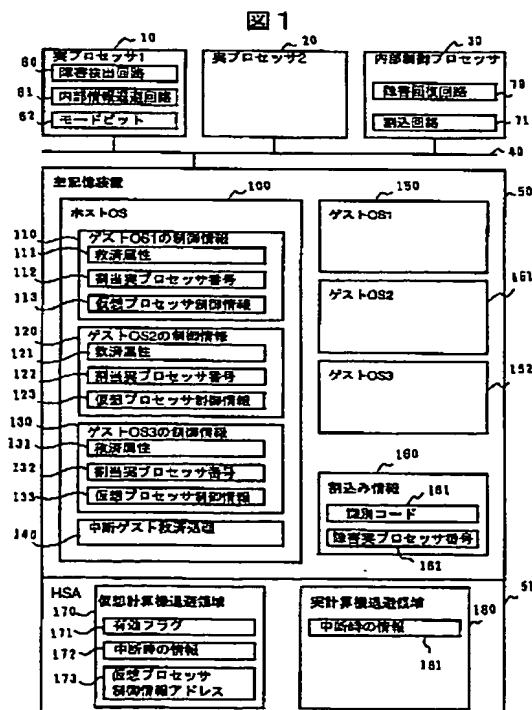 図1
10
20
30
実プロセッサ1
60
障害検出回路
61
内部情報退避回路
62
モードビット
実プロセッサ2
内部制御プロセッサ
障害回復回路
70
割込回路
71
40
主記憶装置
50
100
ホストOS
110
ゲストOS1の制御情報
111
救済属性
112
割当実プロセッサ番号
113
仮想プロセッサ制御情報
120
ゲストOS2の制御情報
121
救済属性
122
割当実プロセッサ番号
123
仮想プロセッサ制御情報
130
ゲストOS3の制御情報
131
救済属性
232
割当実プロセッサ番号
133
仮想プロセッサ制御情報
140
中断ゲスト救済処理
150
ゲストOS1
151
ゲストOS2
152
ゲストOS3
160
割込み情報
161
識別コード
障害実プロセッサ番号
162
51
HSA
170
仮想計算機退避領域
171
有効フラグ
172
中断時の情報
173
仮想プロセッサ
制御情報アドレス
実計算機退避領域
180
中断時の情報
181